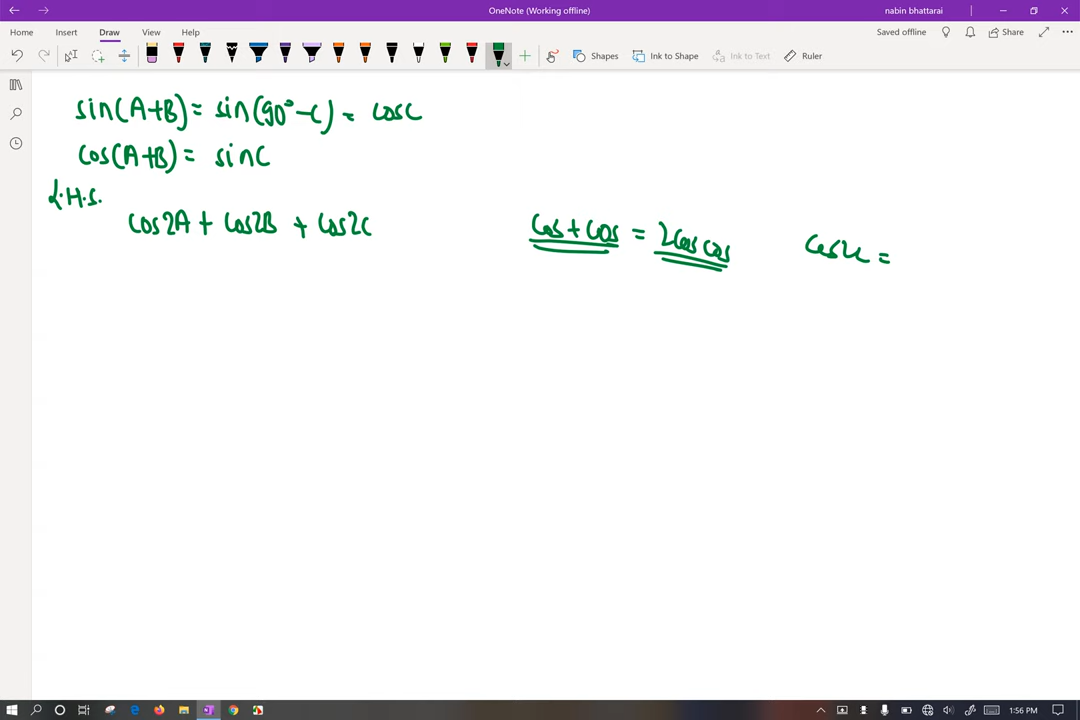 OneNote (Working offline)
nabin bhattarai
Home Insert Draw View Help
Saved offline
Share
Shapes
Ink to Shape
Ink to Text
Ruler
sin(A+B) = sin(90°-C) = cosC
cos(A+B) = sinC
L.H.S.
cos2A + cos2B + cos2C
cos + cos = 2cos cos
cos2x =
1:56 PM